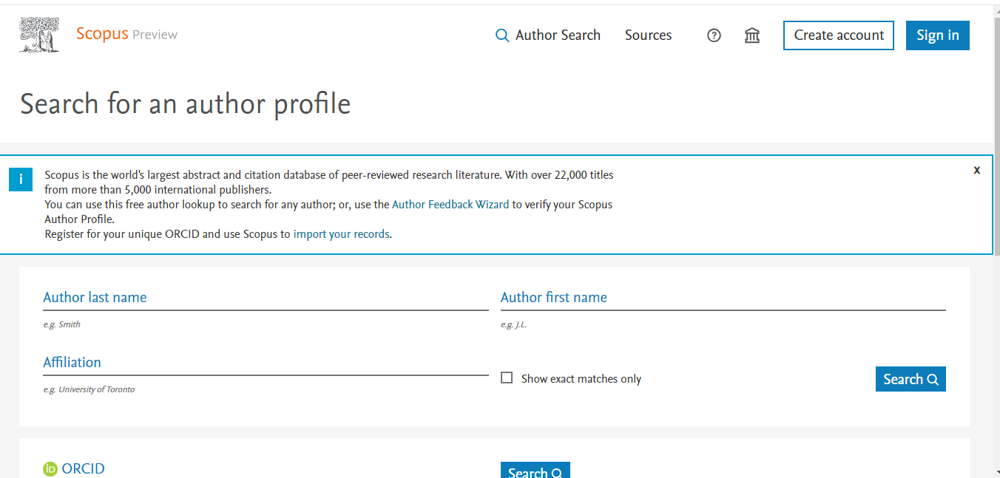 Scopus Preview
Author Search
Sources
Create account
Sign in
Search for an author profile
i
Scopus is the world's largest abstract and citation database of peer-reviewed research literature. With over 22,000 titles
from more than 5,000 international publishers.
You can use this free author lookup to search for any author; or, use the Author Feedback Wizard to verify your Scopus
Author Profile.
Register for your unique ORCID and use Scopus to import your records.
x
Author last name
Author first name
e.g. Smith
e.g. J.L.
Affiliation
e.g. University of Toronto
Show exact matches only
Search
iD ORCID
Search